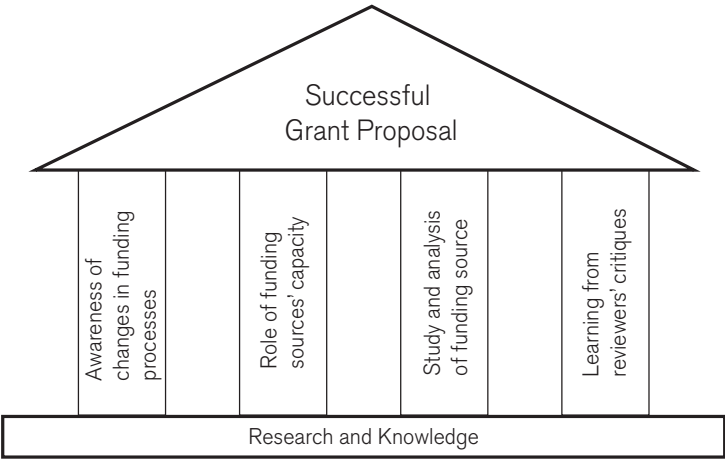 Successful
Grant Proposal
Awareness of
changes in funding
processes
Role of funding
sources’ capacity
Study and analysis
of funding source
Learning from
reviewers’ critiques
Research and Knowledge